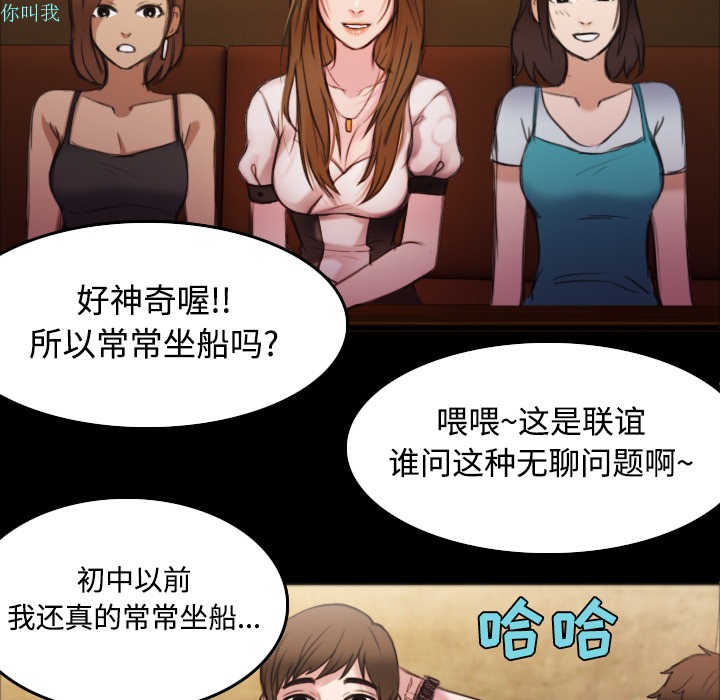 你叫我
好神奇喔!!
所以常常坐船吗?
喂喂~这是联谊
谁问这种无聊问题啊~
初中以前
我还真的常常坐船...
哈哈